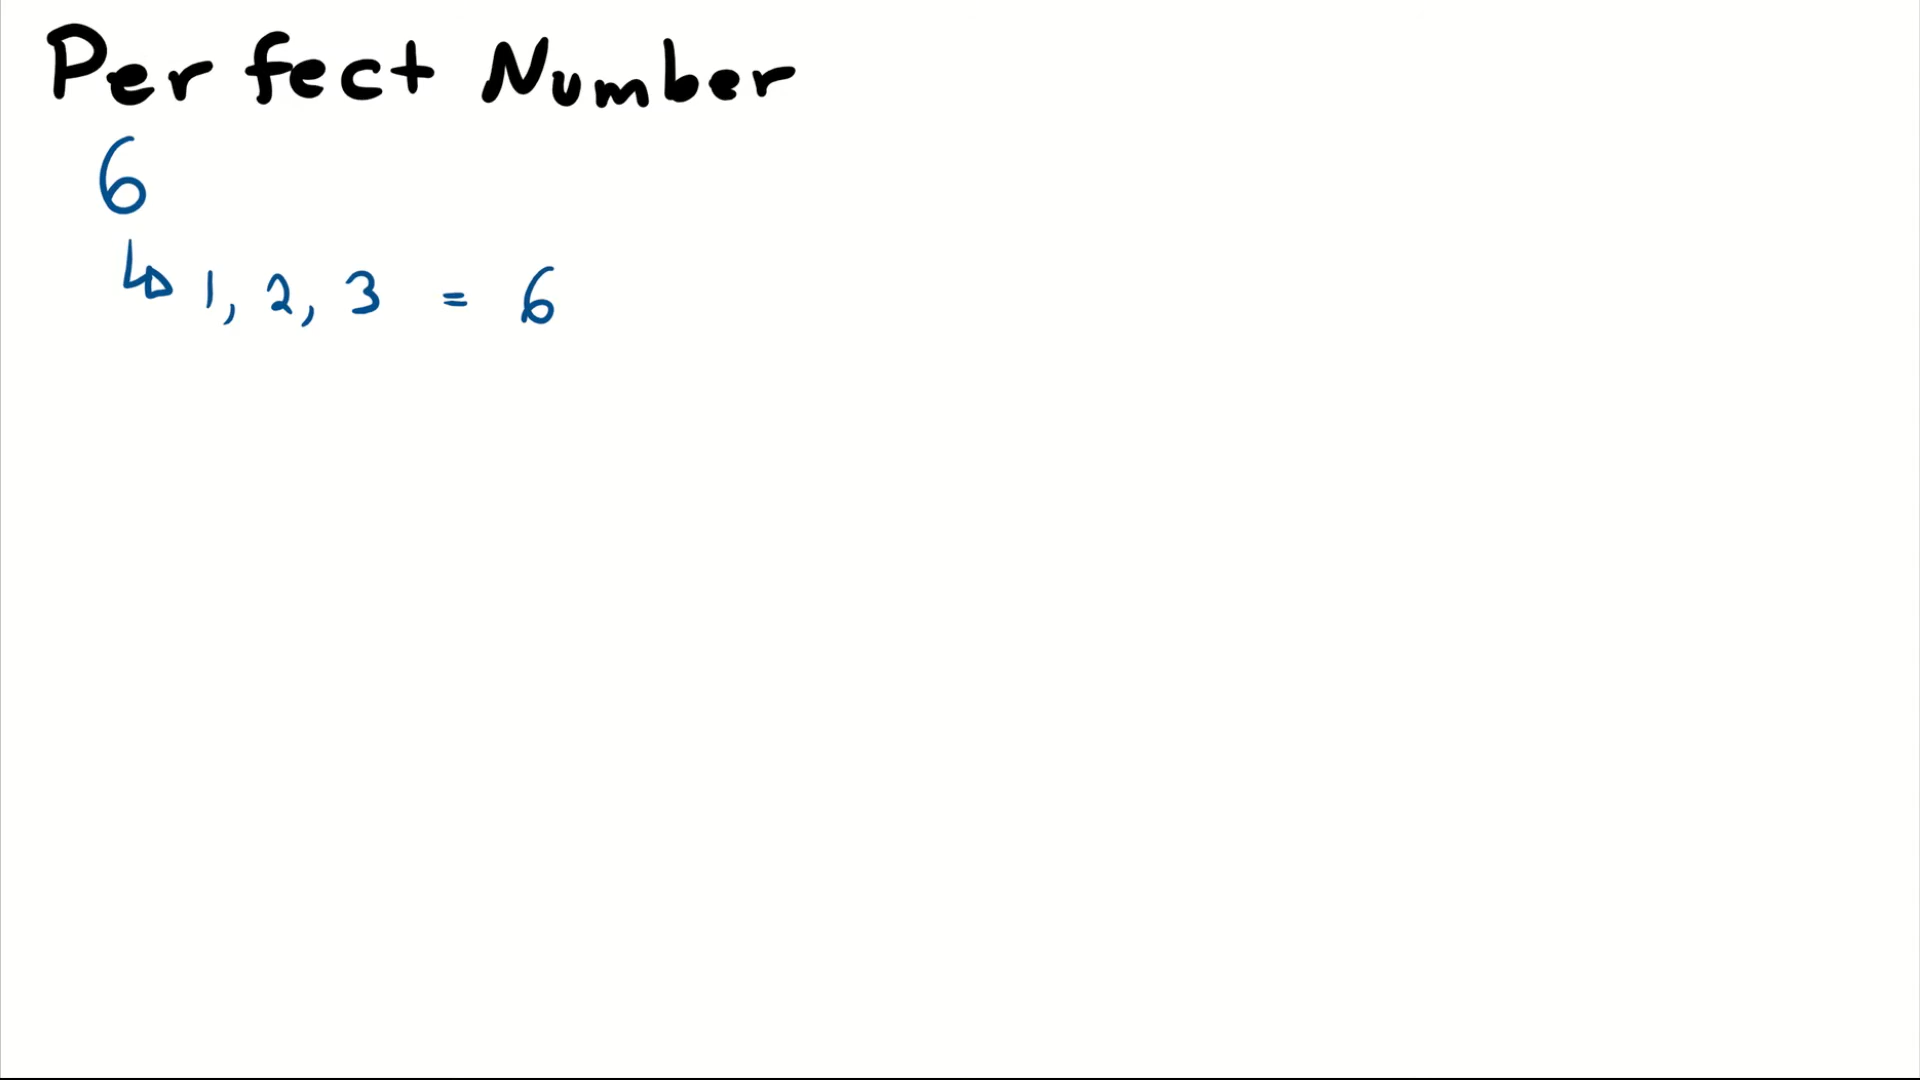 Perfect Number
6
↳ 1, 2, 3 = 6